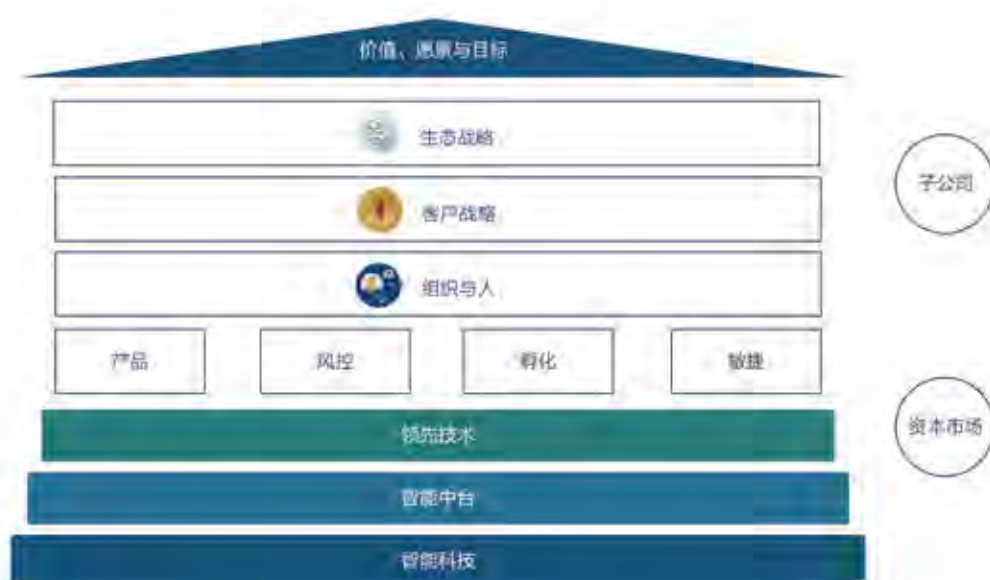 价值、愿景与目标
生态战略
客户战略
组织与人
产品
风控
孵化
敏捷
领先技术
智能中台
智能科技
子公司
资本市场